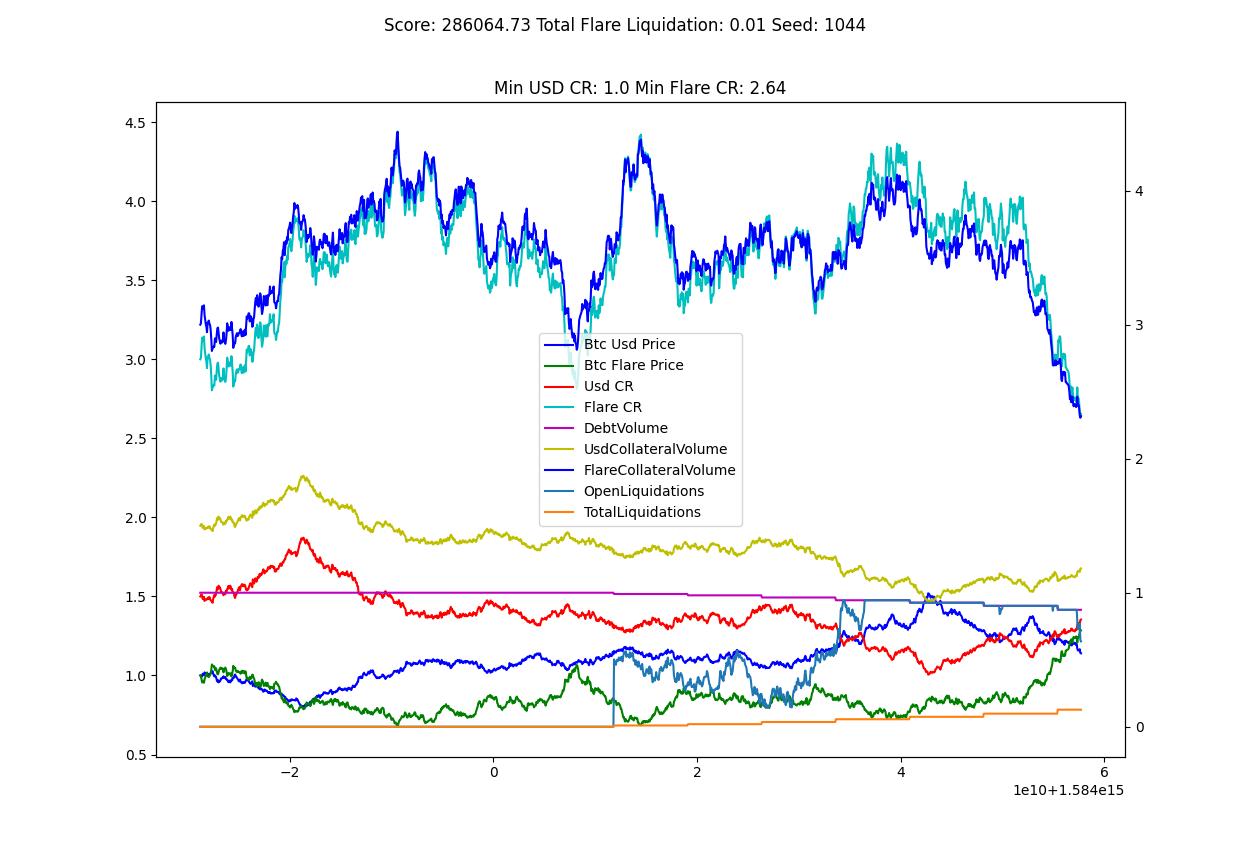 Score: 286064.73 Total Flare Liquidation: 0.01 Seed: 1044
Min USD CR: 1.0 Min Flare CR: 2.64
4.5
4.0
3.5
3.0
2.5
2.0
1.5
1.0
0.5
4
3
2
1
0
Btc Usd Price
Btc Flare Price
Usd CR
Flare CR
DebtVolume
UsdCollateralVolume
FlareCollateralVolume
OpenLiquidations
TotalLiquidations
−2 0 2 4 6
1e10+1.584e15